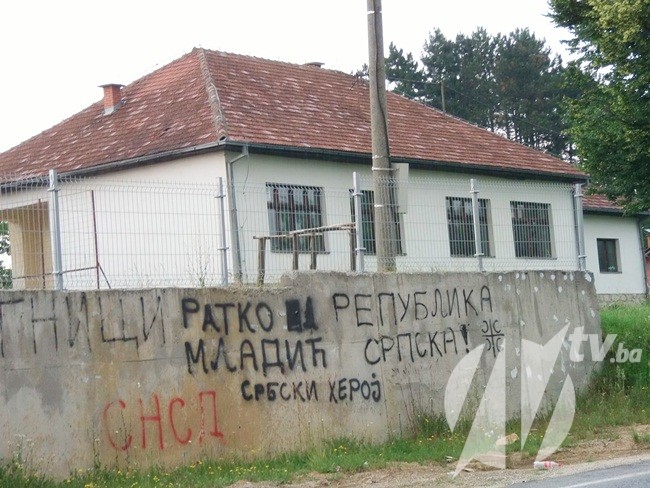 РАТКО РЕПУБЛИКА
МЛАДИЋ СРПСКА!
СРБСКИ ХЕРОЈ
СНСД
tv.ba